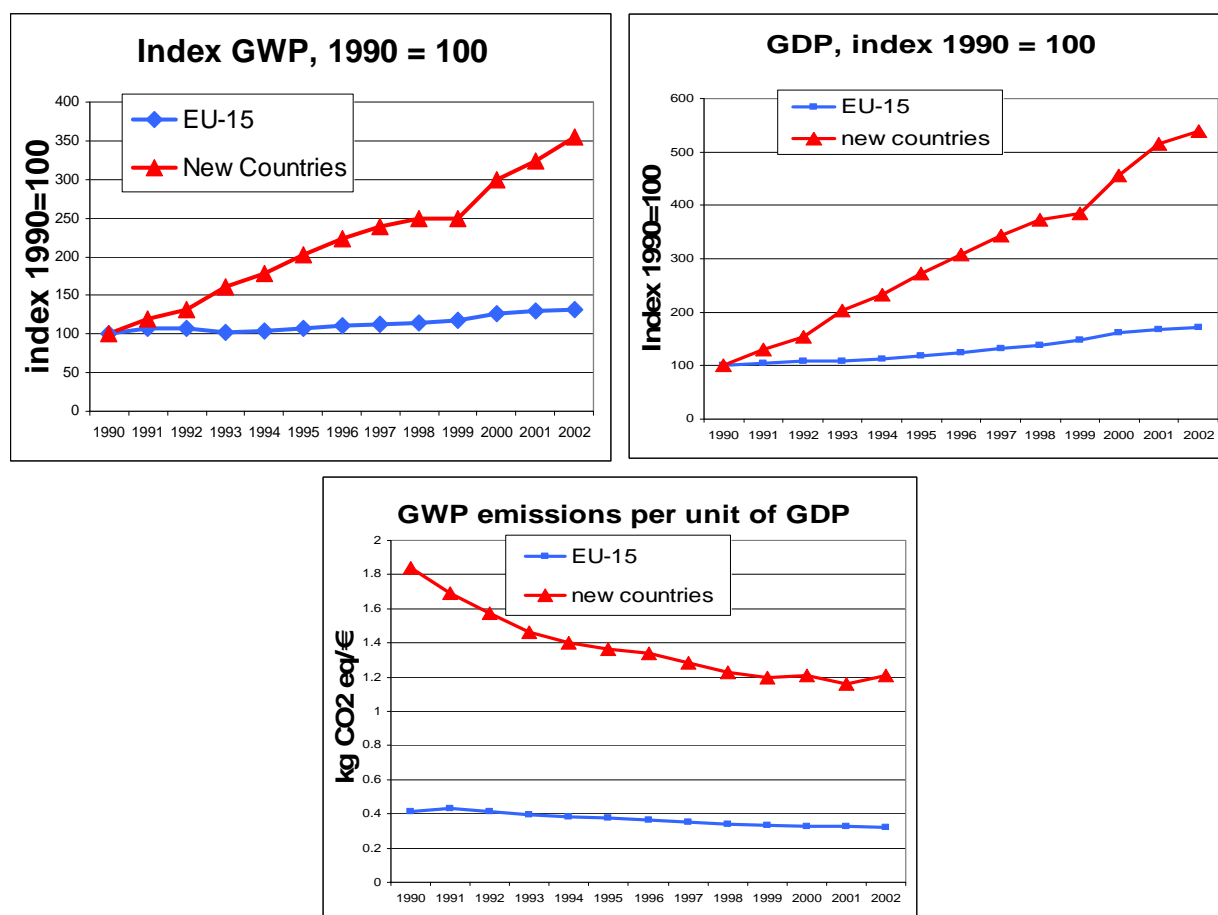 Index GWP, 1990 = 100
index 1990=100
400
350
300
250
200
150
100
50
0
EU-15
New Countries
1990 1991 1992 1993 1994 1995 1996 1997 1998 1999 2000 2001 2002
GDP, index 1990 = 100
Index 1990=100
600
500
400
300
200
100
0
EU-15
new countries
1990 1991 1992 1993 1994 1995 1996 1997 1998 1999 2000 2001 2002
GWP emissions per unit of GDP
kg CO2 eq/€
2
1.8
1.6
1.4
1.2
1
0.8
0.6
0.4
0.2
0
EU-15
new countries
1990 1991 1992 1993 1994 1995 1996 1997 1998 1999 2000 2001 2002